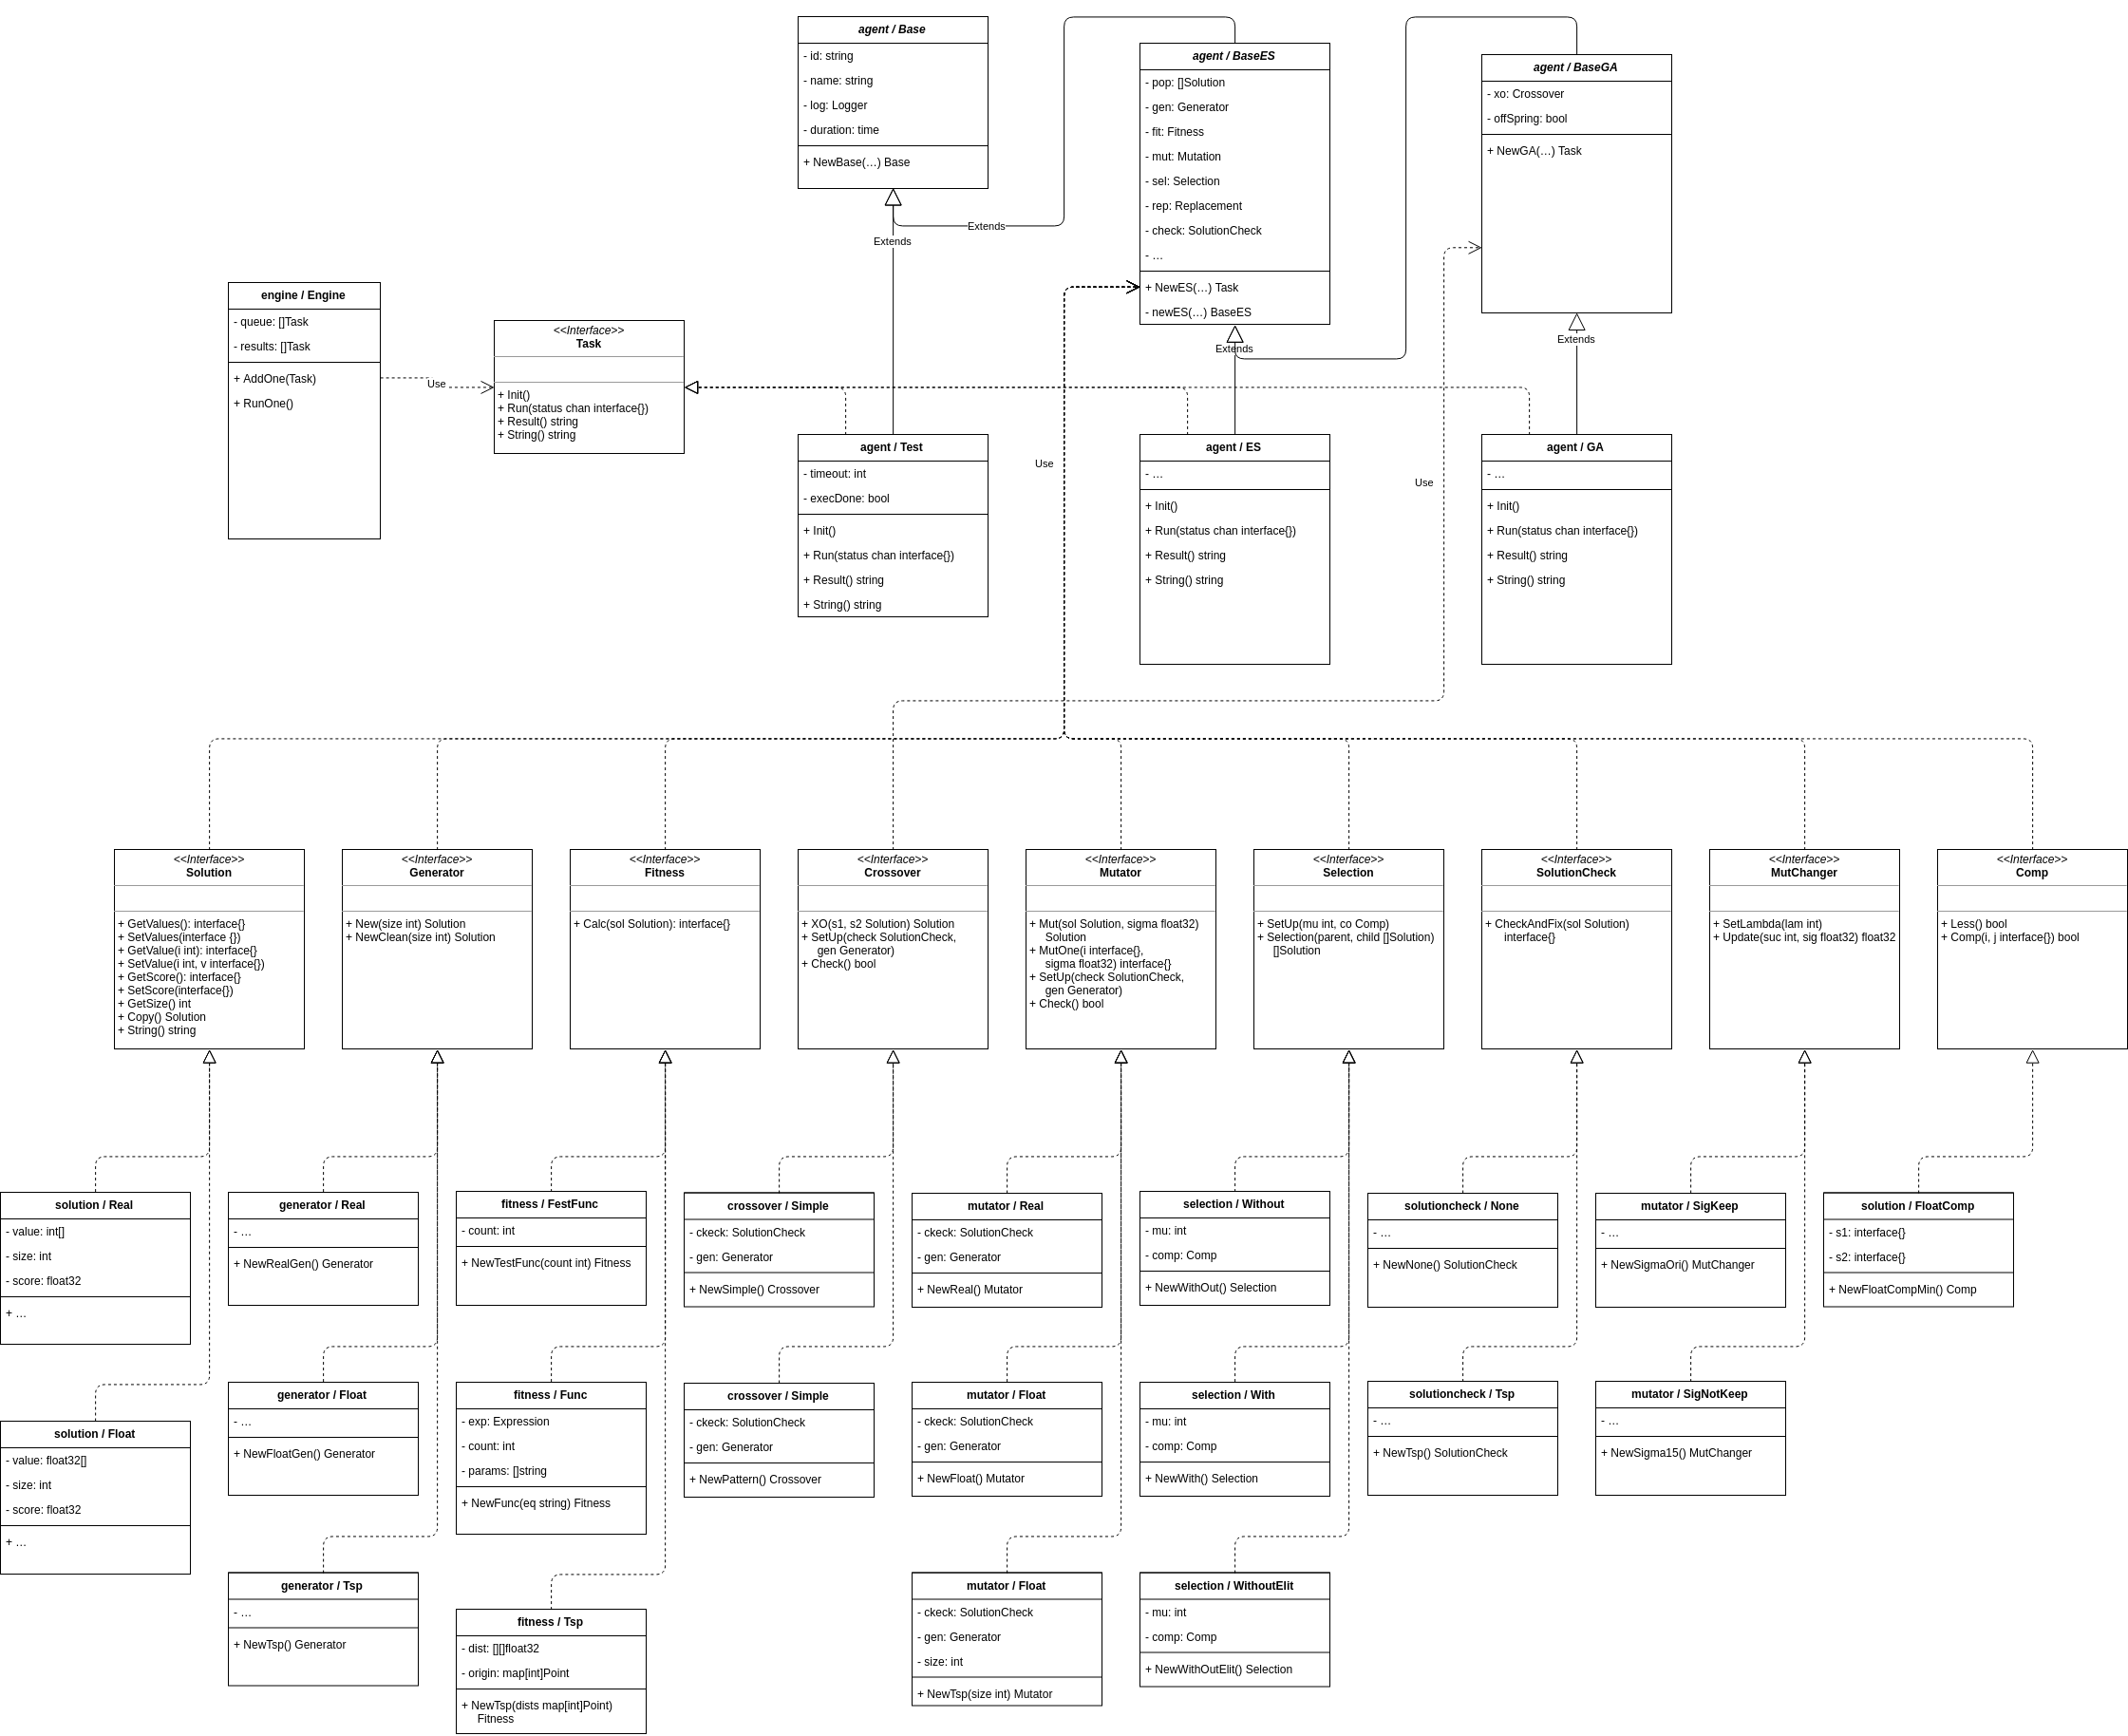 agent / Base
- id: string
- name: string
- log: Logger
- duration: time
+ NewBase(…) Base
agent / BaseES
- pop: []Solution
- gen: Generator
- fit: Fitness
- mut: Mutation
- sel: Selection
- rep: Replacement
- check: SolutionCheck
- …
+ NewES(…) Task
- newES(…) BaseES
agent / BaseGA
- xo: Crossover
- offSpring: bool
+ NewGA(…) Task
Extends
Extends
Extends
Extends
engine / Engine
- queue: []Task
- results: []Task
+ AddOne(Task)
+ RunOne()
Use
<<Interface>>
Task
+ Init()
+ Run(status chan interface{})
+ Result() string
+ String() string
agent / Test
- timeout: int
- execDone: bool
+ Init()
+ Run(status chan interface{})
+ Result() string
+ String() string
Use
agent / ES
- …
+ Init()
+ Run(status chan interface{})
+ Result() string
+ String() string
Use
agent / GA
- …
+ Init()
+ Run(status chan interface{})
+ Result() string
+ String() string
<<Interface>>
Solution
+ GetValues(): interface{}
+ SetValues(interface {})
+ GetValue(i int): interface{}
+ SetValue(i int, v interface{})
+ GetScore(): interface{}
+ SetScore(interface{})
+ GetSize() int
+ Copy() Solution
+ String() string
<<Interface>>
Generator
+ New(size int) Solution
+ NewClean(size int) Solution
<<Interface>>
Fitness
+ Calc(sol Solution): interface{}
<<Interface>>
Crossover
+ XO(s1, s2 Solution) Solution
+ SetUp(check SolutionCheck,
gen Generator)
+ Check() bool
<<Interface>>
Mutator
+ Mut(sol Solution, sigma float32)
Solution
+ MutOne(i interface{},
sigma float32) interface{}
+ SetUp(check SolutionCheck,
gen Generator)
+ Check() bool
<<Interface>>
Selection
+ SetUp(mu int, co Comp)
+ Selection(parent, child []Solution)
[]Solution
<<Interface>>
SolutionCheck
+ CheckAndFix(sol Solution)
interface{}
<<Interface>>
MutChanger
+ SetLambda(lam int)
+ Update(suc int, sig float32) float32
<<Interface>>
Comp
+ Less() bool
+ Comp(i, j interface{}) bool
solution / Real
- value: int[]
- size: int
- score: float32
+ …
generator / Real
- …
+ NewRealGen() Generator
fitness / FestFunc
- count: int
+ NewTestFunc(count int) Fitness
crossover / Simple
- ckeck: SolutionCheck
- gen: Generator
+ NewSimple() Crossover
mutator / Real
- ckeck: SolutionCheck
- gen: Generator
+ NewReal() Mutator
selection / Without
- mu: int
- comp: Comp
+ NewWithOut() Selection
solutioncheck / None
- …
+ NewNone() SolutionCheck
mutator / SigKeep
- …
+ NewSigmaOri() MutChanger
solution / FloatComp
- s1: interface{}
- s2: interface{}
+ NewFloatCompMin() Comp
solution / Float
- value: float32[]
- size: int
- score: float32
+ …
generator / Float
- …
+ NewFloatGen() Generator
fitness / Func
- exp: Expression
- count: int
- params: []string
+ NewFunc(eq string) Fitness
crossover / Simple
- ckeck: SolutionCheck
- gen: Generator
+ NewPattern() Crossover
mutator / Float
- ckeck: SolutionCheck
- gen: Generator
+ NewFloat() Mutator
selection / With
- mu: int
- comp: Comp
+ NewWith() Selection
solutioncheck / Tsp
- …
+ NewTsp() SolutionCheck
mutator / SigNotKeep
- …
+ NewSigma15() MutChanger
generator / Tsp
- …
+ NewTsp() Generator
fitness / Tsp
- dist: [][]float32
- origin: map[int]Point
+ NewTsp(dists map[int]Point)
Fitness
mutator / Float
- ckeck: SolutionCheck
- gen: Generator
- size: int
+ NewTsp(size int) Mutator
selection / WithoutElit
- mu: int
- comp: Comp
+ NewWithOutElit() Selection